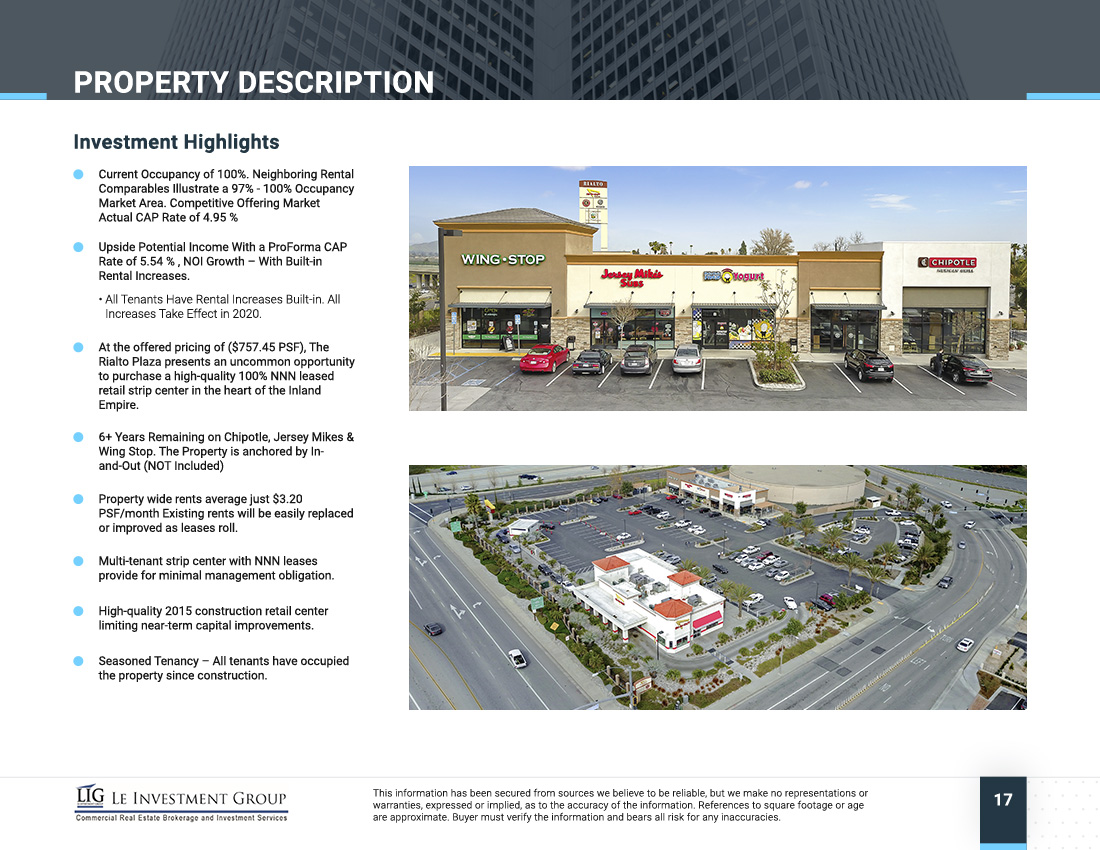 PROPERTY DESCRIPTION
Investment Highlights
Current Occupancy of 100%. Neighboring Rental
Comparables Illustrate a 97% - 100% Occupancy
Market Area. Competitive Offering Market
Actual CAP Rate of 4.95 %
Upside Potential Income With a ProForma CAP
Rate of 5.54 % , NOI Growth – With Built-in
Rental Increases.
• All Tenants Have Rental Increases Built-in. All
Increases Take Effect in 2020.
At the offered pricing of ($757.45 PSF), The
Rialto Plaza presents an uncommon opportunity
to purchase a high-quality 100% NNN leased
retail strip center in the heart of the Inland
Empire.
6+ Years Remaining on Chipotle, Jersey Mikes &
Wing Stop. The Property is anchored by In-
and-Out (NOT Included)
Property wide rents average just $3.20
PSF/month Existing rents will be easily replaced
or improved as leases roll.
Multi-tenant strip center with NNN leases
provide for minimal management obligation.
High-quality 2015 construction retail center
limiting near-term capital improvements.
Seasoned Tenancy – All tenants have occupied
the property since construction.
RIALTO
WING•STOP
Jersey Mike's
Subs
Yogurt
CHIPOTLE
MEXICAN GRILL
LIG LE INVESTMENT GROUP
Commercial Real Estate Brokerage and Investment Services
This information has been secured from sources we believe to be reliable, but we make no representations or
warranties, expressed or implied, as to the accuracy of the information. References to square footage or age
are approximate. Buyer must verify the information and bears all risk for any inaccuracies.
17